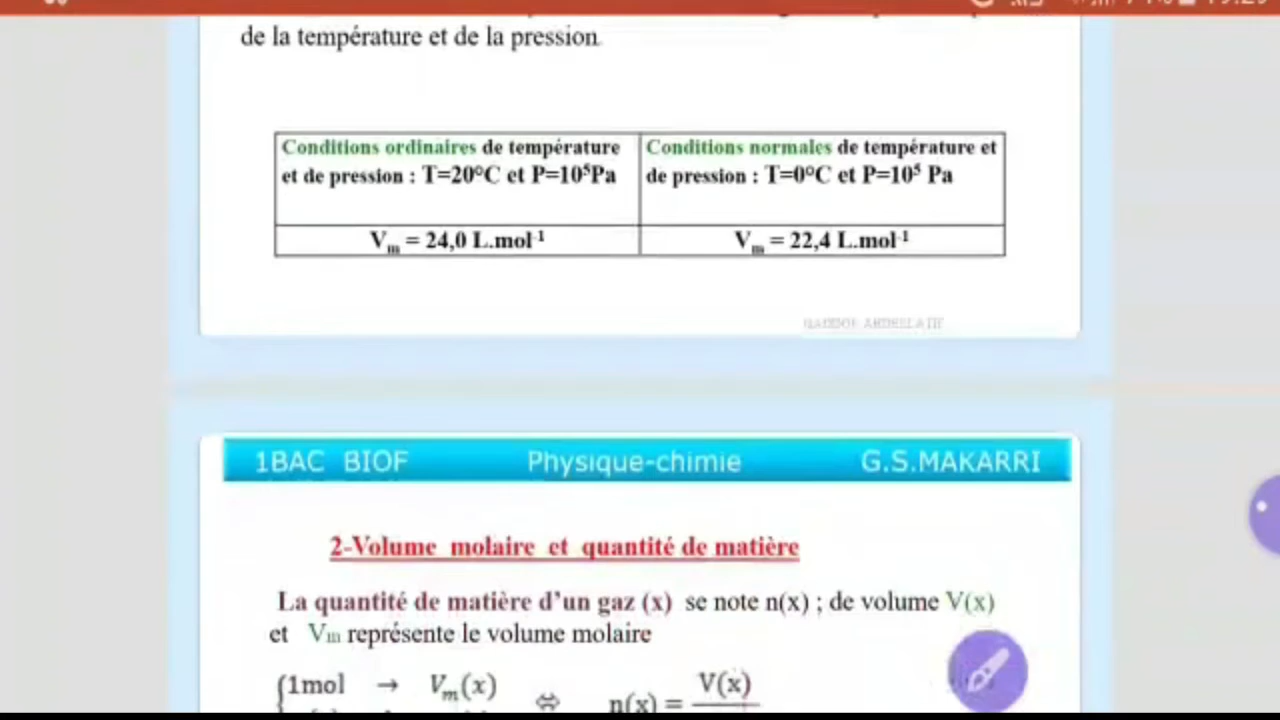 de la température et de la pression
Conditions ordinaires de température
et de pression : T=20°C et P=10⁵Pa
Conditions normales de température et
de pression : T=0°C et P=10⁵ Pa
Vₘ = 24,0 L.mol⁻¹
Vₘ = 22,4 L.mol⁻¹
1BAC BIOF Physique-chimie G.S.MAKARRI
2-Volume molaire et quantité de matière
La quantité de matière d'un gaz (x) se note n(x) ; de volume V(x)
et Vₘ représente le volume molaire
{1mol → Vₘ(x) ⇔ n(x) = V(x)